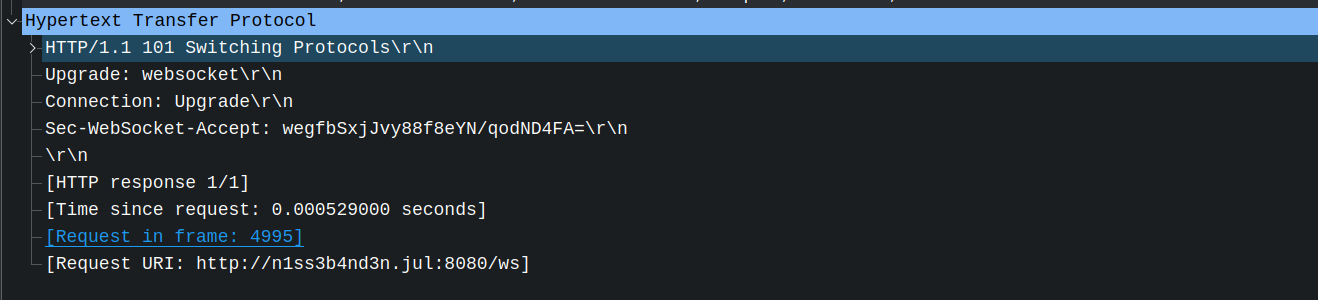 Hypertext Transfer Protocol
HTTP/1.1 101 Switching Protocols\r\n
Upgrade: websocket\r\n
Connection: Upgrade\r\n
Sec-WebSocket-Accept: wegfbSxjJvy88f8eYN/qodND4FA=\r\n
\r\n
[HTTP response 1/1]
[Time since request: 0.000529000 seconds]
[Request in frame: 4995]
[Request URI: http://n1ss3b4nd3n.jul:8080/ws]